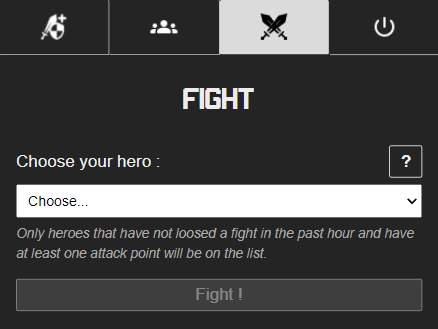 FIGHT
Choose your hero :
?
Choose...
Only heroes that have not loosed a fight in the past hour and have
at least one attack point will be on the list.
Fight !